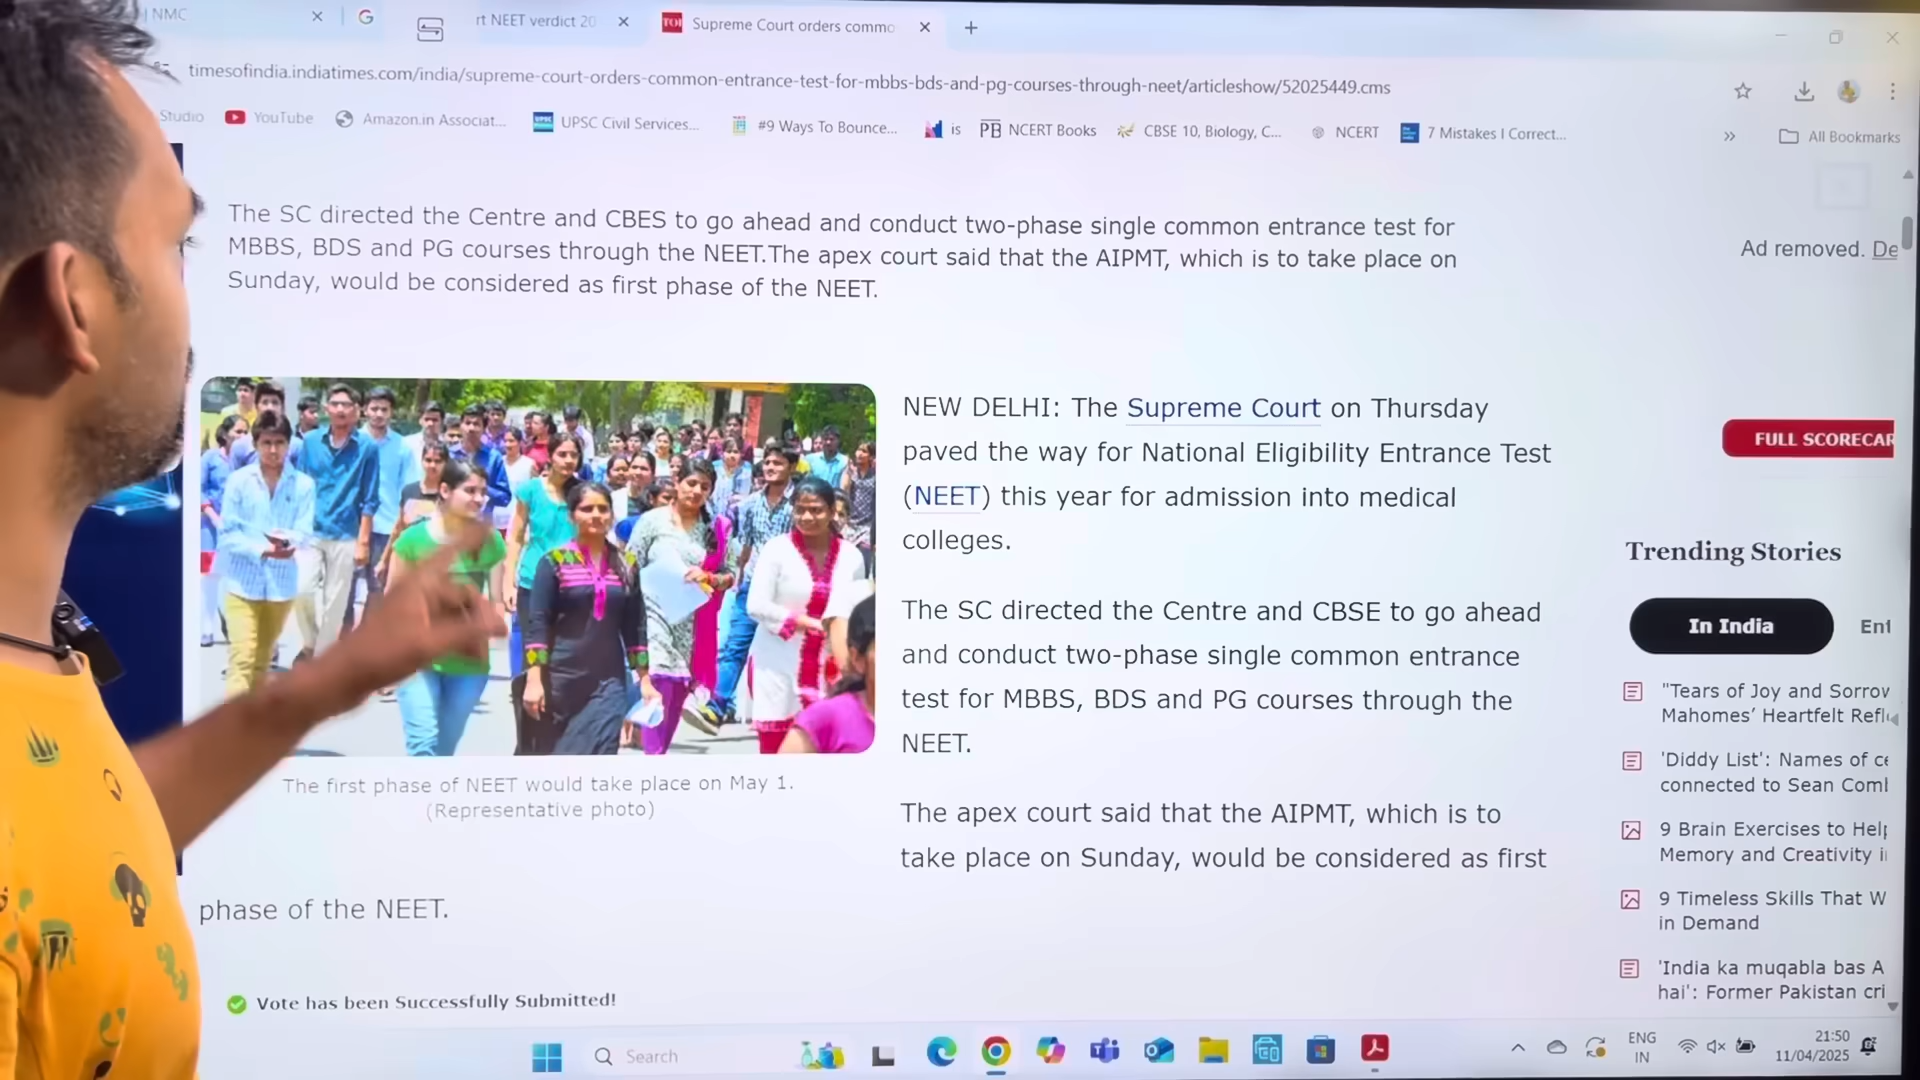 | NMC
rt NEET verdict 20
TOI Supreme Court orders commo
timesofindia.indiatimes.com/india/supreme-court-orders-common-entrance-test-for-mbbs-bds-and-pg-courses-through-neet/articleshow/52025449.cms
Studio YouTube Amazon.in Associat... UPSC Civil Services... #9 Ways To Bounce... is PB NCERT Books CBSE 10, Biology, C... NCERT 7 Mistakes I Correct... » All Bookmarks
The SC directed the Centre and CBES to go ahead and conduct two-phase single common entrance test for
MBBS, BDS and PG courses through the NEET.The apex court said that the AIPMT, which is to take place on
Sunday, would be considered as first phase of the NEET.
Ad removed. De
NEW DELHI: The Supreme Court on Thursday
paved the way for National Eligibility Entrance Test
(NEET) this year for admission into medical
colleges.
The SC directed the Centre and CBSE to go ahead
and conduct two-phase single common entrance
test for MBBS, BDS and PG courses through the
NEET.
The first phase of NEET would take place on May 1.
(Representative photo)
The apex court said that the AIPMT, which is to
take place on Sunday, would be considered as first
phase of the NEET.
Vote has been Successfully Submitted!
FULL SCORECAR
Trending Stories
In India Ent
"Tears of Joy and Sorrow
Mahomes’ Heartfelt Refl
'Diddy List': Names of ce
connected to Sean Coml
9 Brain Exercises to Help
Memory and Creativity i
9 Timeless Skills That W
in Demand
'India ka muqabla bas A
hai': Former Pakistan cri
Search
ENG
IN
21:50
11/04/2025